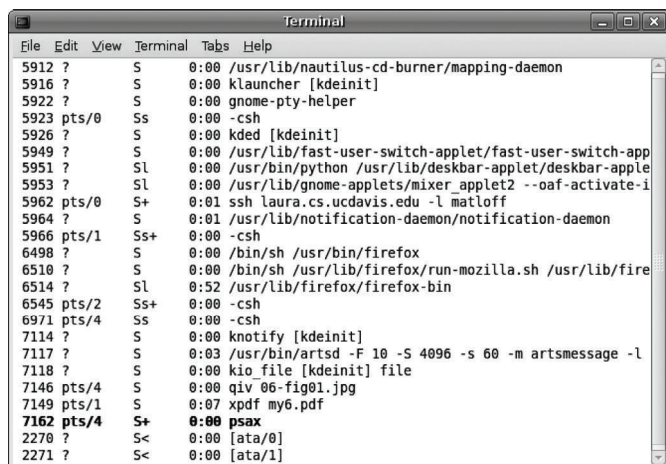 Terminal
File Edit View Terminal Tabs Help
5912 ? S 0:00 /usr/lib/nautilus-cd-burner/mapping-daemon
5916 ? S 0:00 klauncher [kdeinit]
5922 ? S 0:00 gnome-pty-helper
5923 pts/0 Ss 0:00 -csh
5926 ? S 0:00 kded [kdeinit]
5949 ? S 0:00 /usr/lib/fast-user-switch-applet/fast-user-switch-app
5951 ? Sl 0:00 /usr/bin/python /usr/lib/deskbar-applet/deskbar-apple
5953 ? Sl 0:00 /usr/lib/gnome-applets/mixer_applet2 --oaf-activate-i
5962 pts/0 S+ 0:01 ssh laura.cs.ucdavis.edu -l matloff
5964 ? S 0:01 /usr/lib/notification-daemon/notification-daemon
5966 pts/1 Ss+ 0:00 -csh
6498 ? S 0:00 /bin/sh /usr/bin/firefox
6510 ? S 0:00 /bin/sh /usr/lib/firefox/run-mozilla.sh /usr/lib/fire
6514 ? Sl 0:52 /usr/lib/firefox/firefox-bin
6545 pts/2 Ss+ 0:00 -csh
6971 pts/4 Ss 0:00 -csh
7114 ? S 0:00 knotify [kdeinit]
7117 ? S 0:03 /usr/bin/artsd -F 10 -S 4096 -s 60 -m artsmessage -l
7118 ? S 0:00 kio_file [kdeinit] file
7146 pts/4 S 0:00 qiv 06-fig01.jpg
7149 pts/1 S 0:07 xpdf my6.pdf
7162 pts/4 S+ 0:00 psax
2270 ? S< 0:00 [ata/0]
2271 ? S< 0:00 [ata/1]